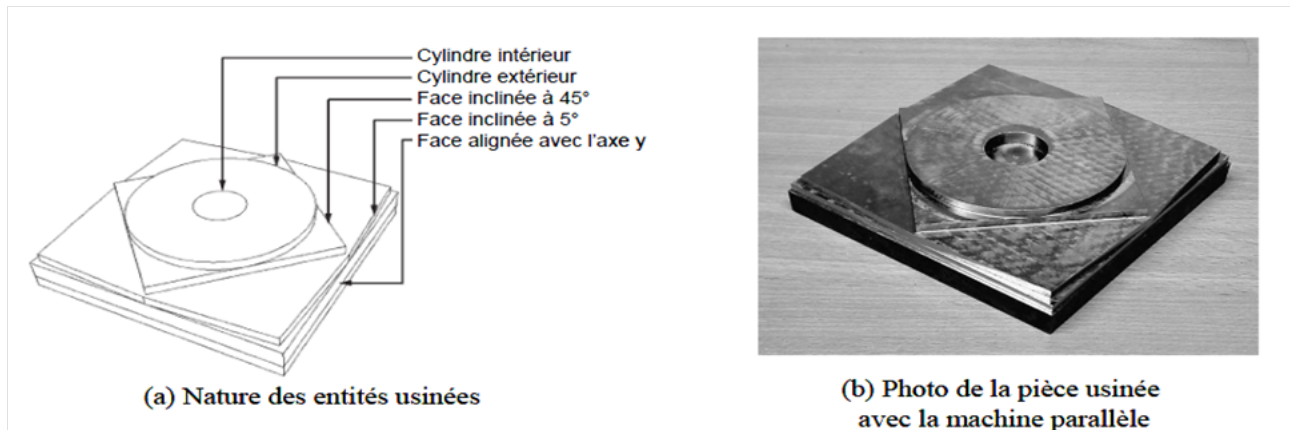 Cylindre intérieur
Cylindre extérieur
Face inclinée à 45°
Face inclinée à 5°
Face alignée avec l'axe y
(a) Nature des entités usinées
(b) Photo de la pièce usinée
avec la machine parallèle